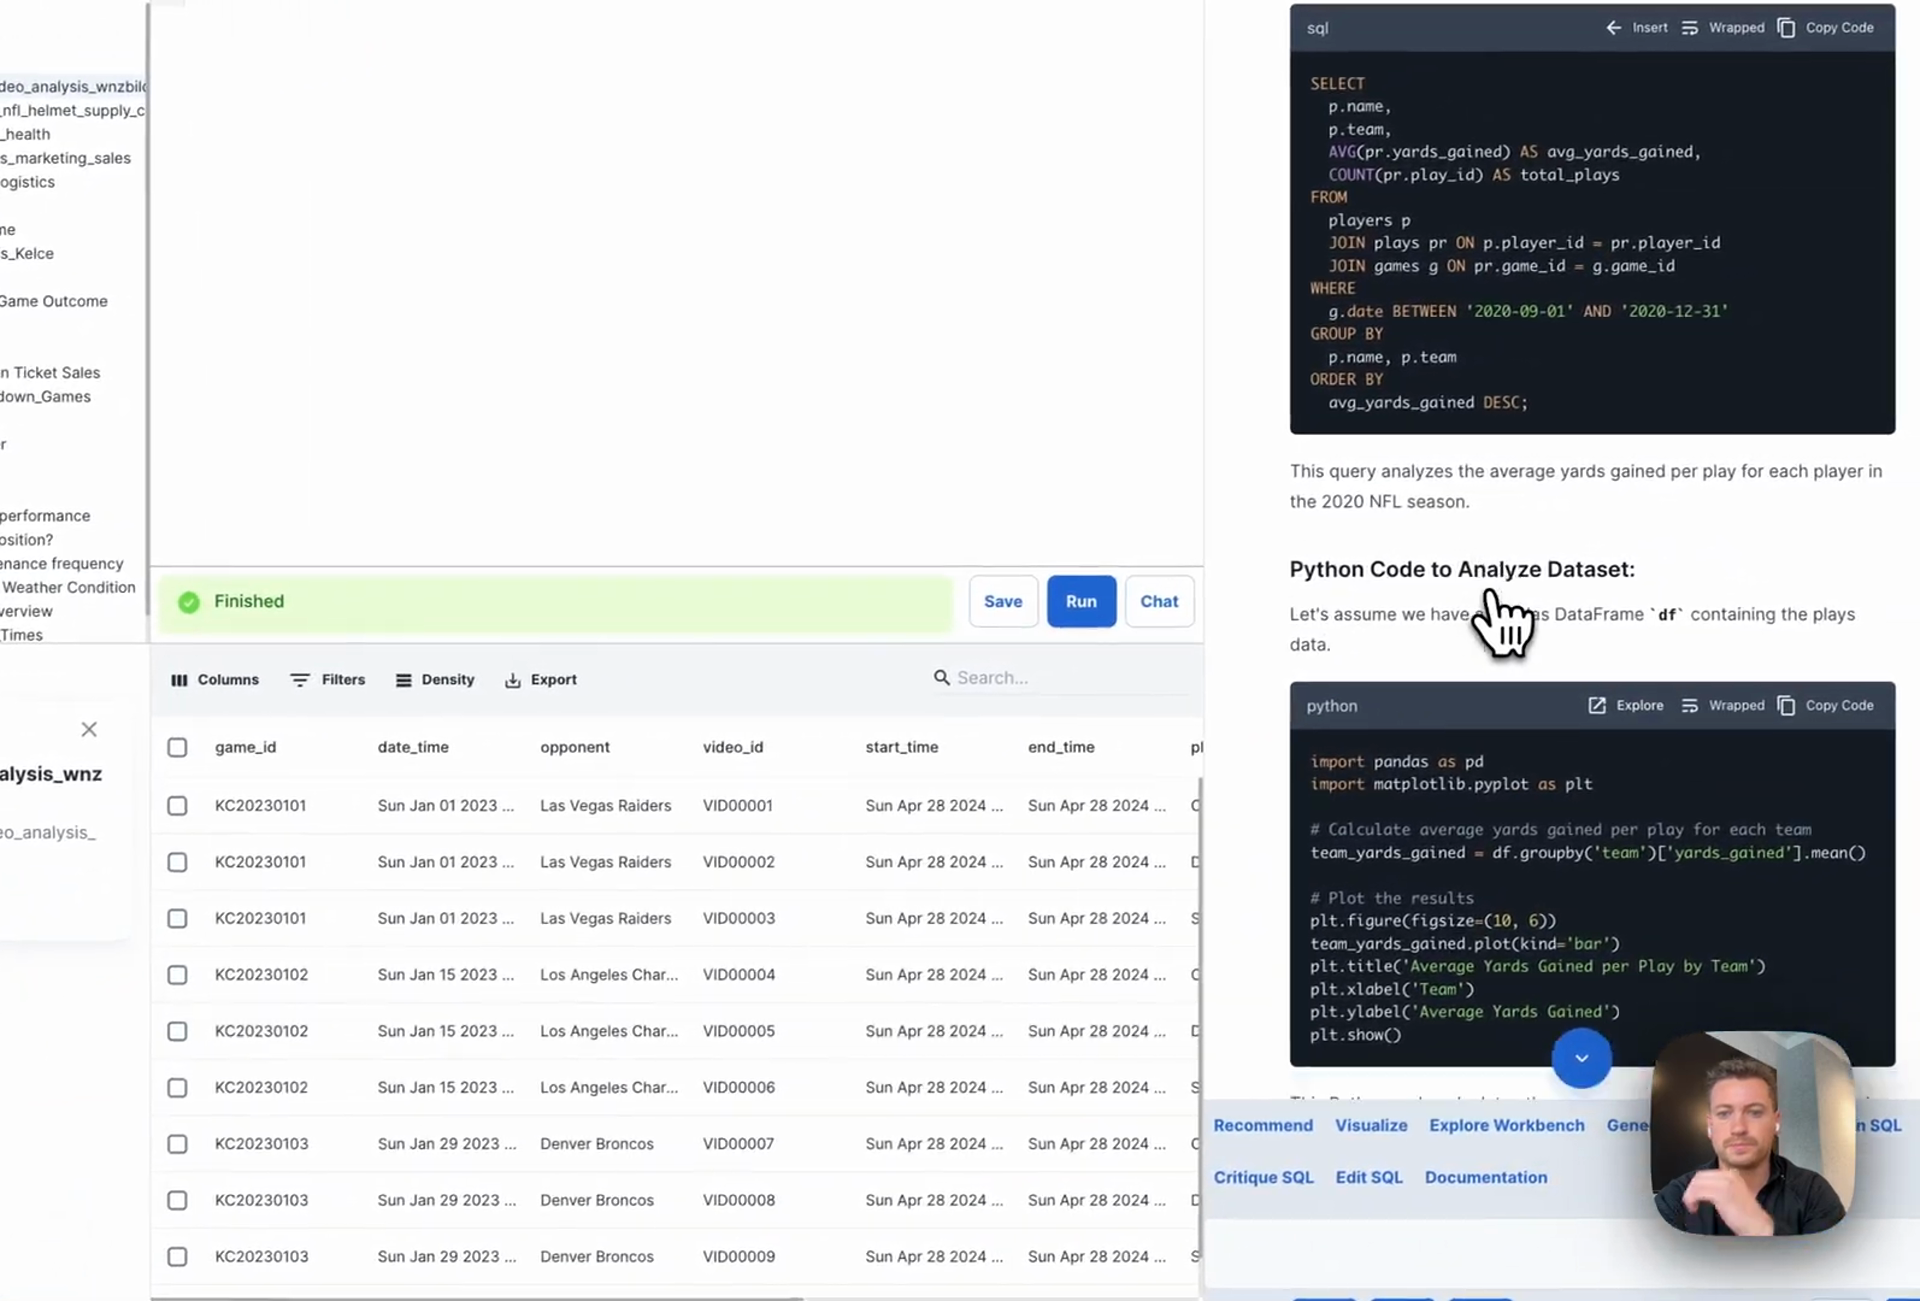 deo_analysis_wnzbil
_nfl_helmet_supply_c
_health
s_marketing_sales
ogistics
me
s_Kelce
Game Outcome
n Ticket Sales
down_Games
r
performance
osition?
enance frequency
Weather Condition
verview
Times
alysis_wnz
eo_analysis_
Finished
Save
Run
Chat
Columns
Filters
Density
Export
Search...
game_id date_time opponent video_id start_time end_time pl
KC20230101 Sun Jan 01 2023 ... Las Vegas Raiders VID00001 Sun Apr 28 2024 ... Sun Apr 28 2024 ...
KC20230101 Sun Jan 01 2023 ... Las Vegas Raiders VID00002 Sun Apr 28 2024 ... Sun Apr 28 2024 ...
KC20230101 Sun Jan 01 2023 ... Las Vegas Raiders VID00003 Sun Apr 28 2024 ... Sun Apr 28 2024 ... S
KC20230102 Sun Jan 15 2023 ... Los Angeles Char... VID00004 Sun Apr 28 2024 ... Sun Apr 28 2024 ...
KC20230102 Sun Jan 15 2023 ... Los Angeles Char... VID00005 Sun Apr 28 2024 ... Sun Apr 28 2024 ...
KC20230102 Sun Jan 15 2023 ... Los Angeles Char... VID00006 Sun Apr 28 2024 ... Sun Apr 28 2024 ... S
KC20230103 Sun Jan 29 2023 ... Denver Broncos VID00007 Sun Apr 28 2024 ... Sun Apr 28 2024 ...
KC20230103 Sun Jan 29 2023 ... Denver Broncos VID00008 Sun Apr 28 2024 ... Sun Apr 28 2024 ...
KC20230103 Sun Jan 29 2023 ... Denver Broncos VID00009 Sun Apr 28 2024 ... Sun Apr 28 2024 ... S
sql Insert Wrapped Copy Code
SELECT
p.name,
p.team,
AVG(pr.yards_gained) AS avg_yards_gained,
COUNT(pr.play_id) AS total_plays
FROM
players p
JOIN plays pr ON p.player_id = pr.player_id
JOIN games g ON pr.game_id = g.game_id
WHERE
g.date BETWEEN '2020-09-01' AND '2020-12-31'
GROUP BY
p.name, p.team
ORDER BY
avg_yards_gained DESC;
This query analyzes the average yards gained per play for each player in
the 2020 NFL season.
Python Code to Analyze Dataset:
Let's assume we have as DataFrame `df` containing the plays
data.
python Explore Wrapped Copy Code
import pandas as pd
import matplotlib.pyplot as plt
# Calculate average yards gained per play for each team
team_yards_gained = df.groupby('team')['yards_gained'].mean()
# Plot the results
plt.figure(figsize=(10, 6))
team_yards_gained.plot(kind='bar')
plt.title('Average Yards Gained per Play by Team')
plt.xlabel('Team')
plt.ylabel('Average Yards Gained')
plt.show()
Recommend Visualize Explore Workbench Gene n SQL
Critique SQL Edit SQL Documentation